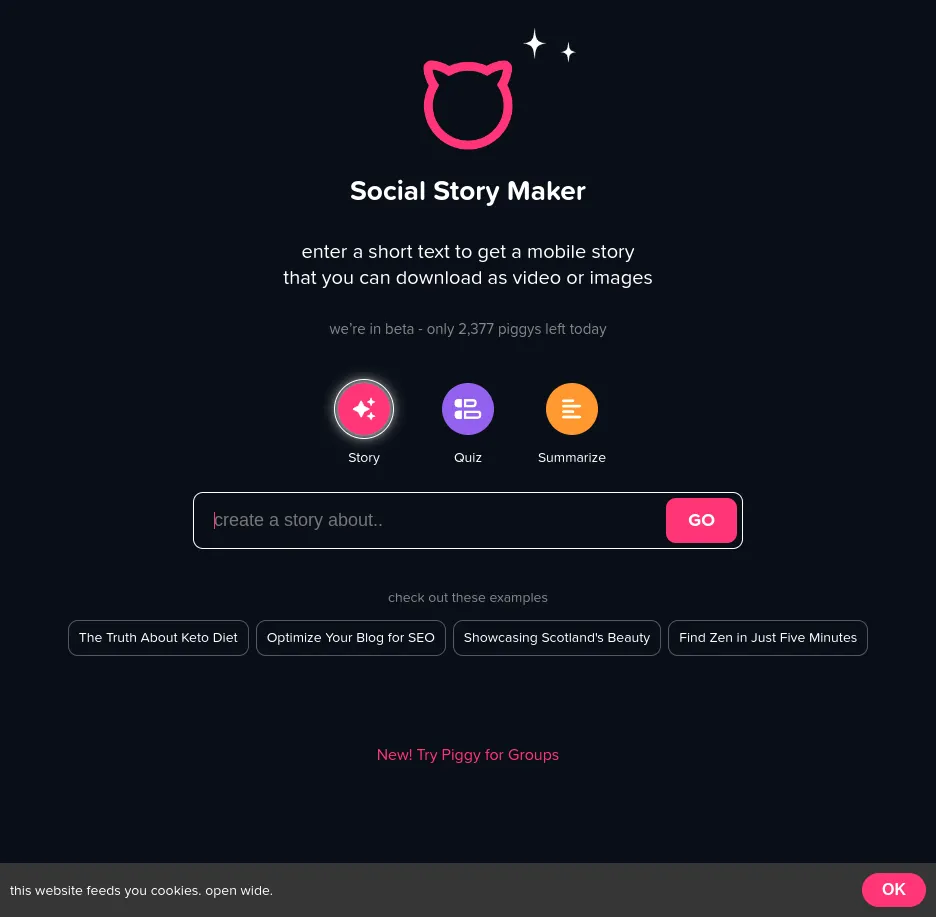 Social Story Maker
enter a short text to get a mobile story
that you can download as video or images
we're in beta - only 2,377 piggys left today
Story
Quiz
Summarize
create a story about..
GO
check out these examples
The Truth About Keto Diet
Optimize Your Blog for SEO
Showcasing Scotland's Beauty
Find Zen in Just Five Minutes
New! Try Piggy for Groups
this website feeds you cookies. open wide.
OK